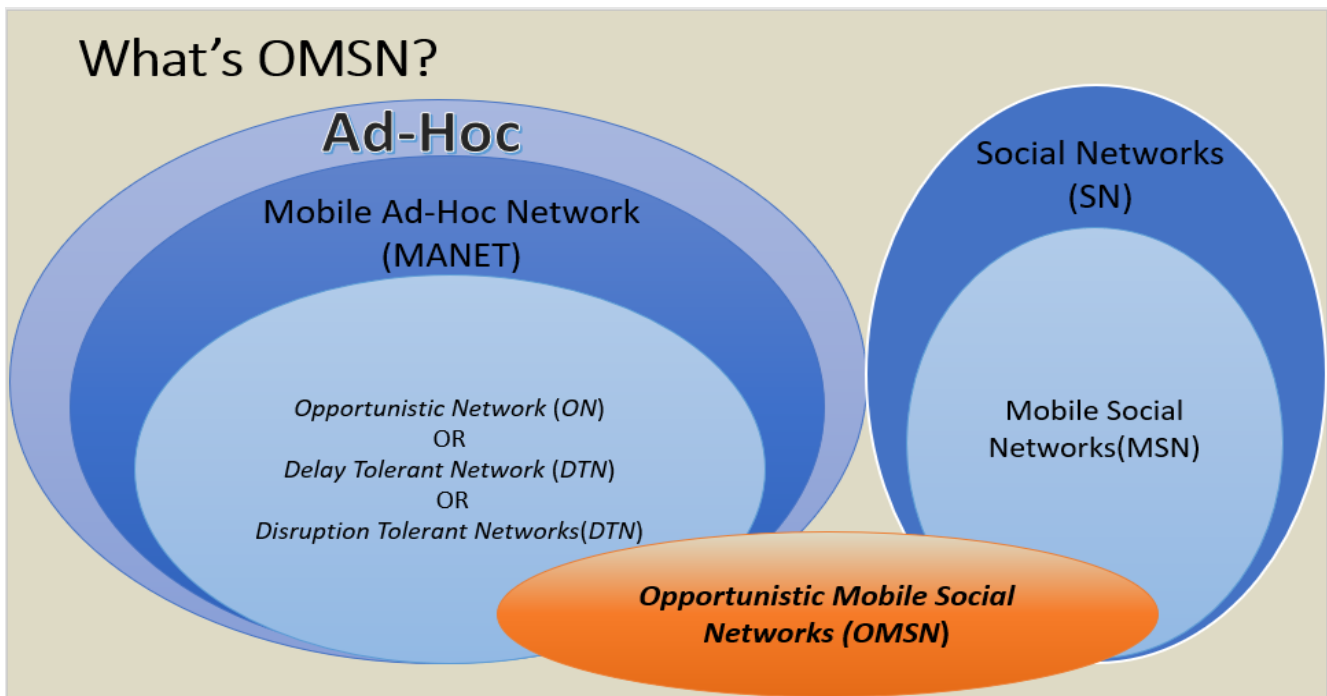 What's OMSN?
Ad-Hoc
Mobile Ad-Hoc Network
(MANET)
Opportunistic Network (ON)
OR
Delay Tolerant Network (DTN)
OR
Disruption Tolerant Networks(DTN)
Social Networks
(SN)
Mobile Social
Networks(MSN)
Opportunistic Mobile Social
Networks (OMSN)